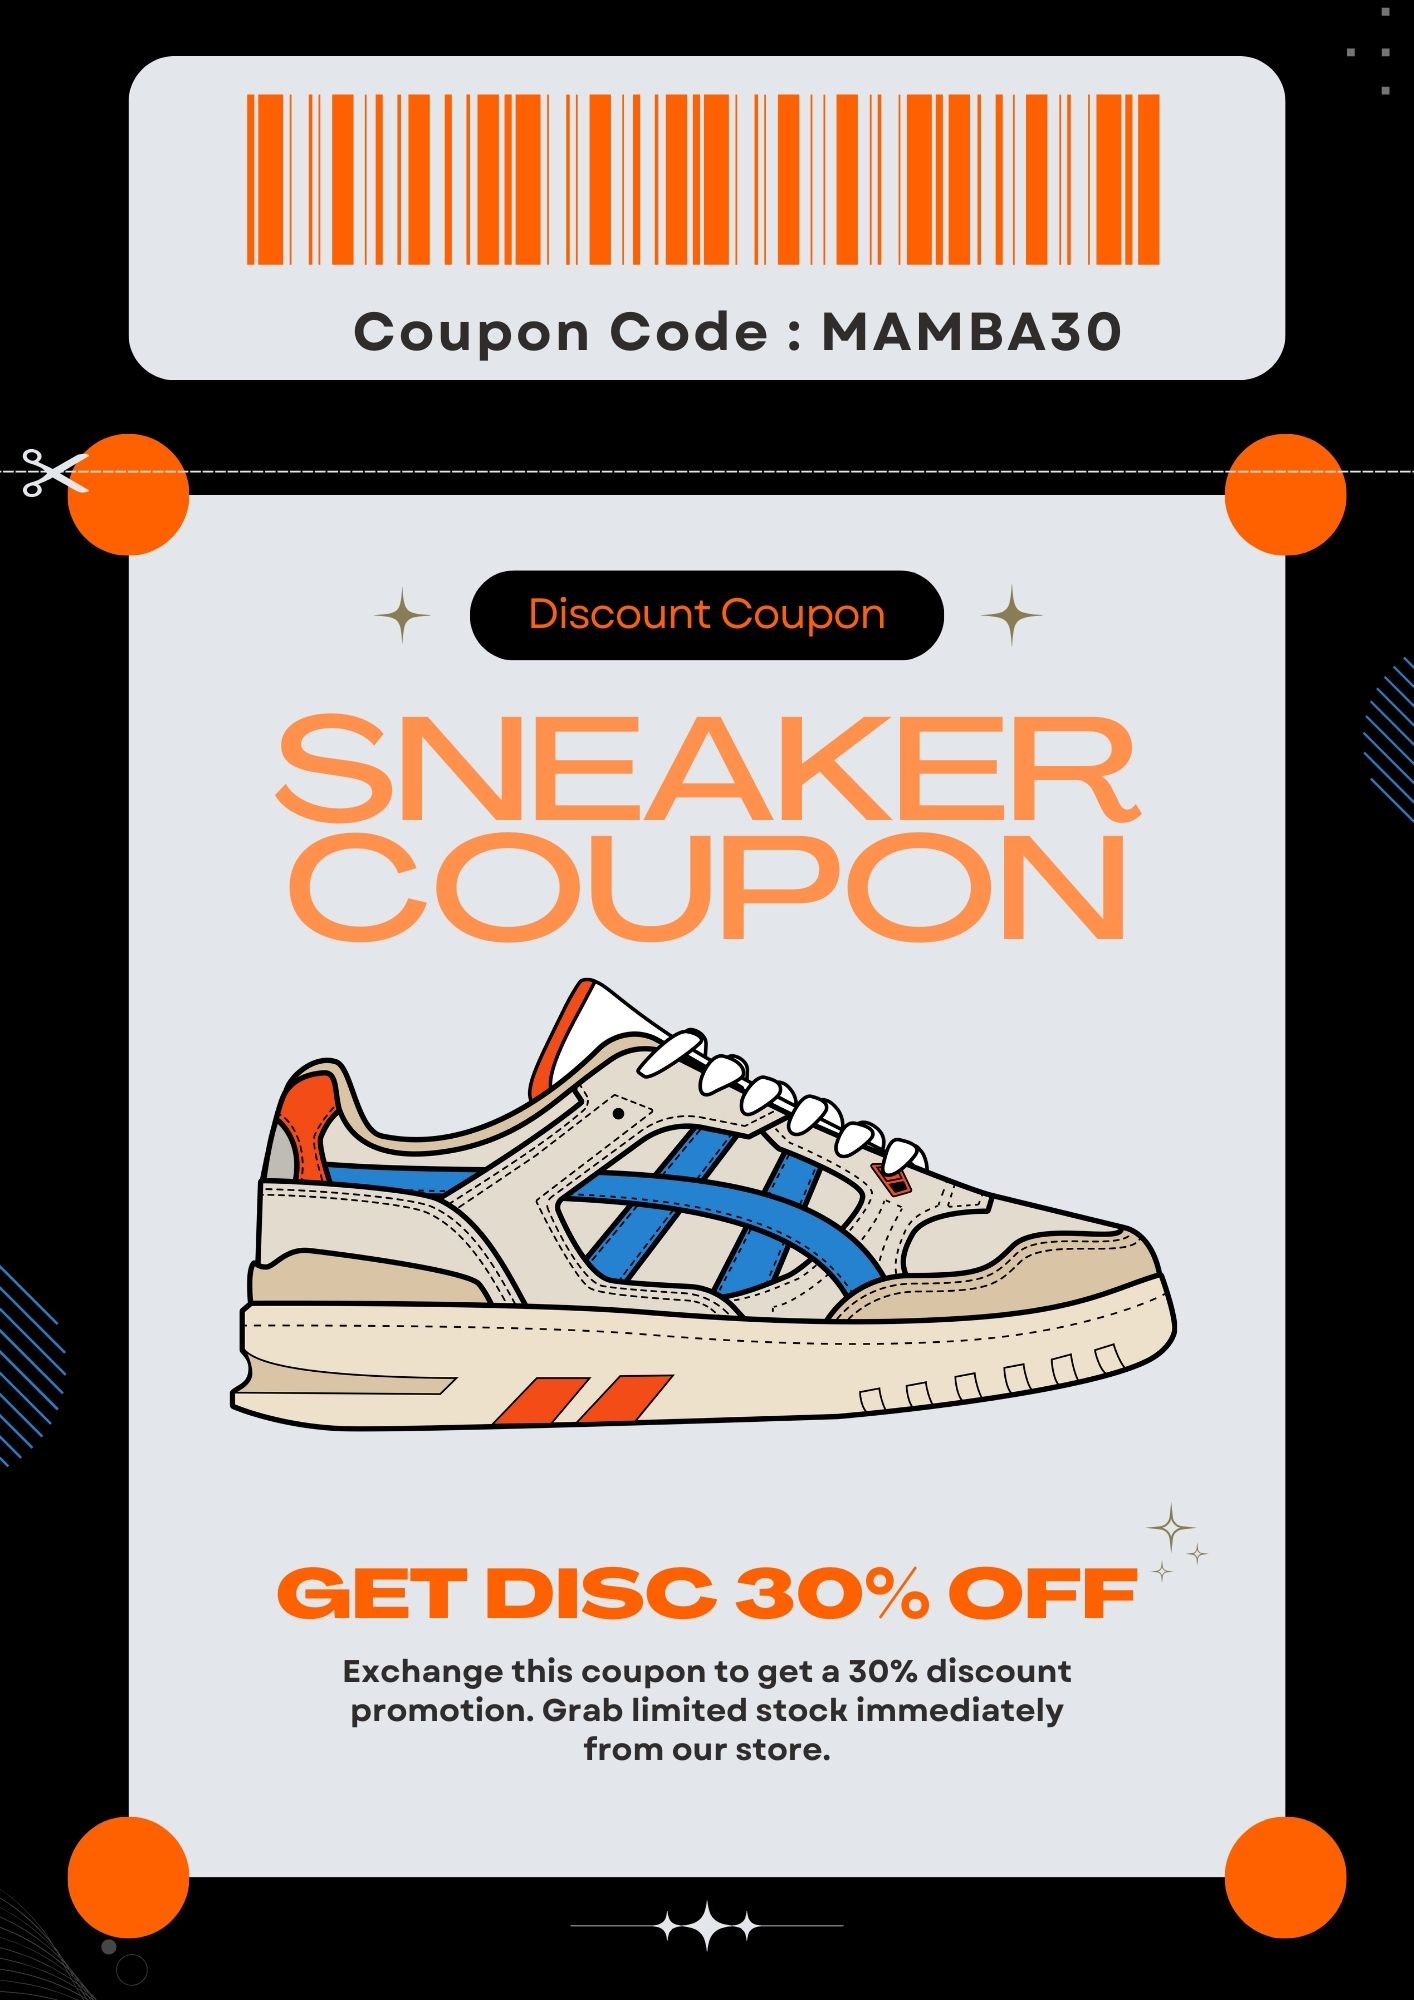 Coupon Code : MAMBA30
Discount Coupon
SNEAKER
COUPON
GET DISC 30% OFF
Exchange this coupon to get a 30% discount
promotion. Grab limited stock immediately
from our store.